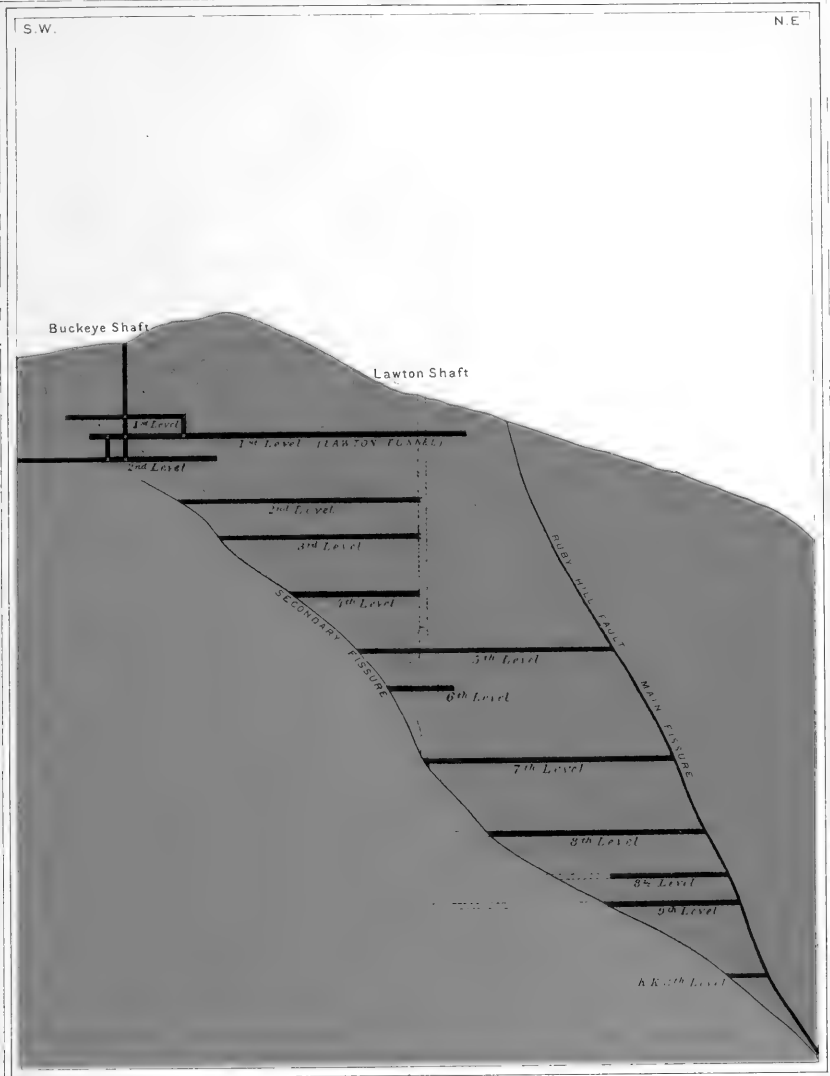 S.W.
N.E
Buckeye Shaft
Lawton Shaft
1st Level
1st Level (LAWTON TUNNEL)
2nd Level
2nd Level
3rd Level
RUBY HILL FAULT
4th Level
SECONDARY FISSURE
5th Level
6th Level
MAIN FISSURE
7th Level
8th Level
8½ Level
9th Level
K K Level